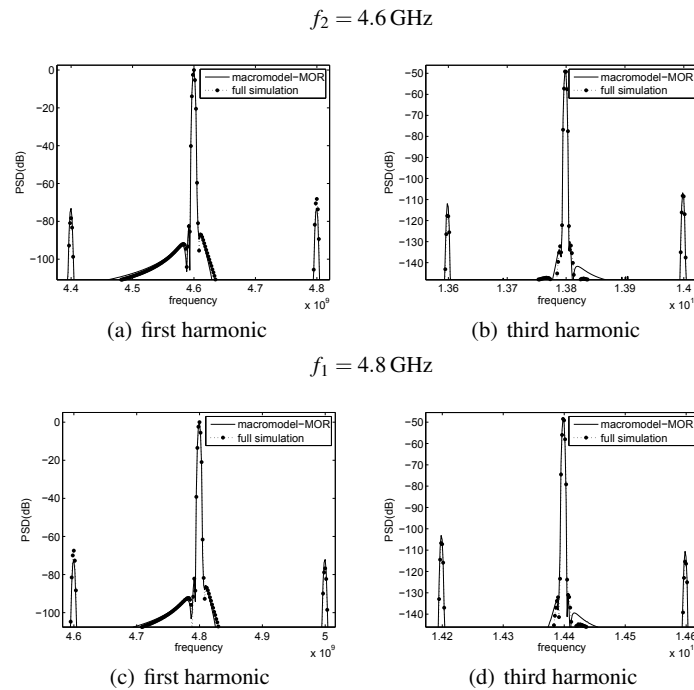 f₂ = 4.6 GHz
0
−20
−40
−60
−80
−100
PSD(dB)
macromodel−MOR
full simulation
4.4 4.5 4.6 4.7 4.8
frequency
x 10⁹
(a) first harmonic
−50
−60
−70
−80
−90
−100
−110
−120
−130
−140
PSD(dB)
macromodel−MOR
full simulation
1.36 1.37 1.38 1.39 1.4
frequency
x 10¹
(b) third harmonic
f₁ = 4.8 GHz
0
−20
−40
−60
−80
−100
PSD(dB)
macromodel−MOR
full simulation
4.6 4.7 4.8 4.9 5
frequency
x 10⁹
(c) first harmonic
−50
−60
−70
−80
−90
−100
−110
−120
−130
−140
PSD(dB)
macromodel−MOR
full simulation
1.42 1.43 1.44 1.45 1.46
frequency
x 10¹
(d) third harmonic